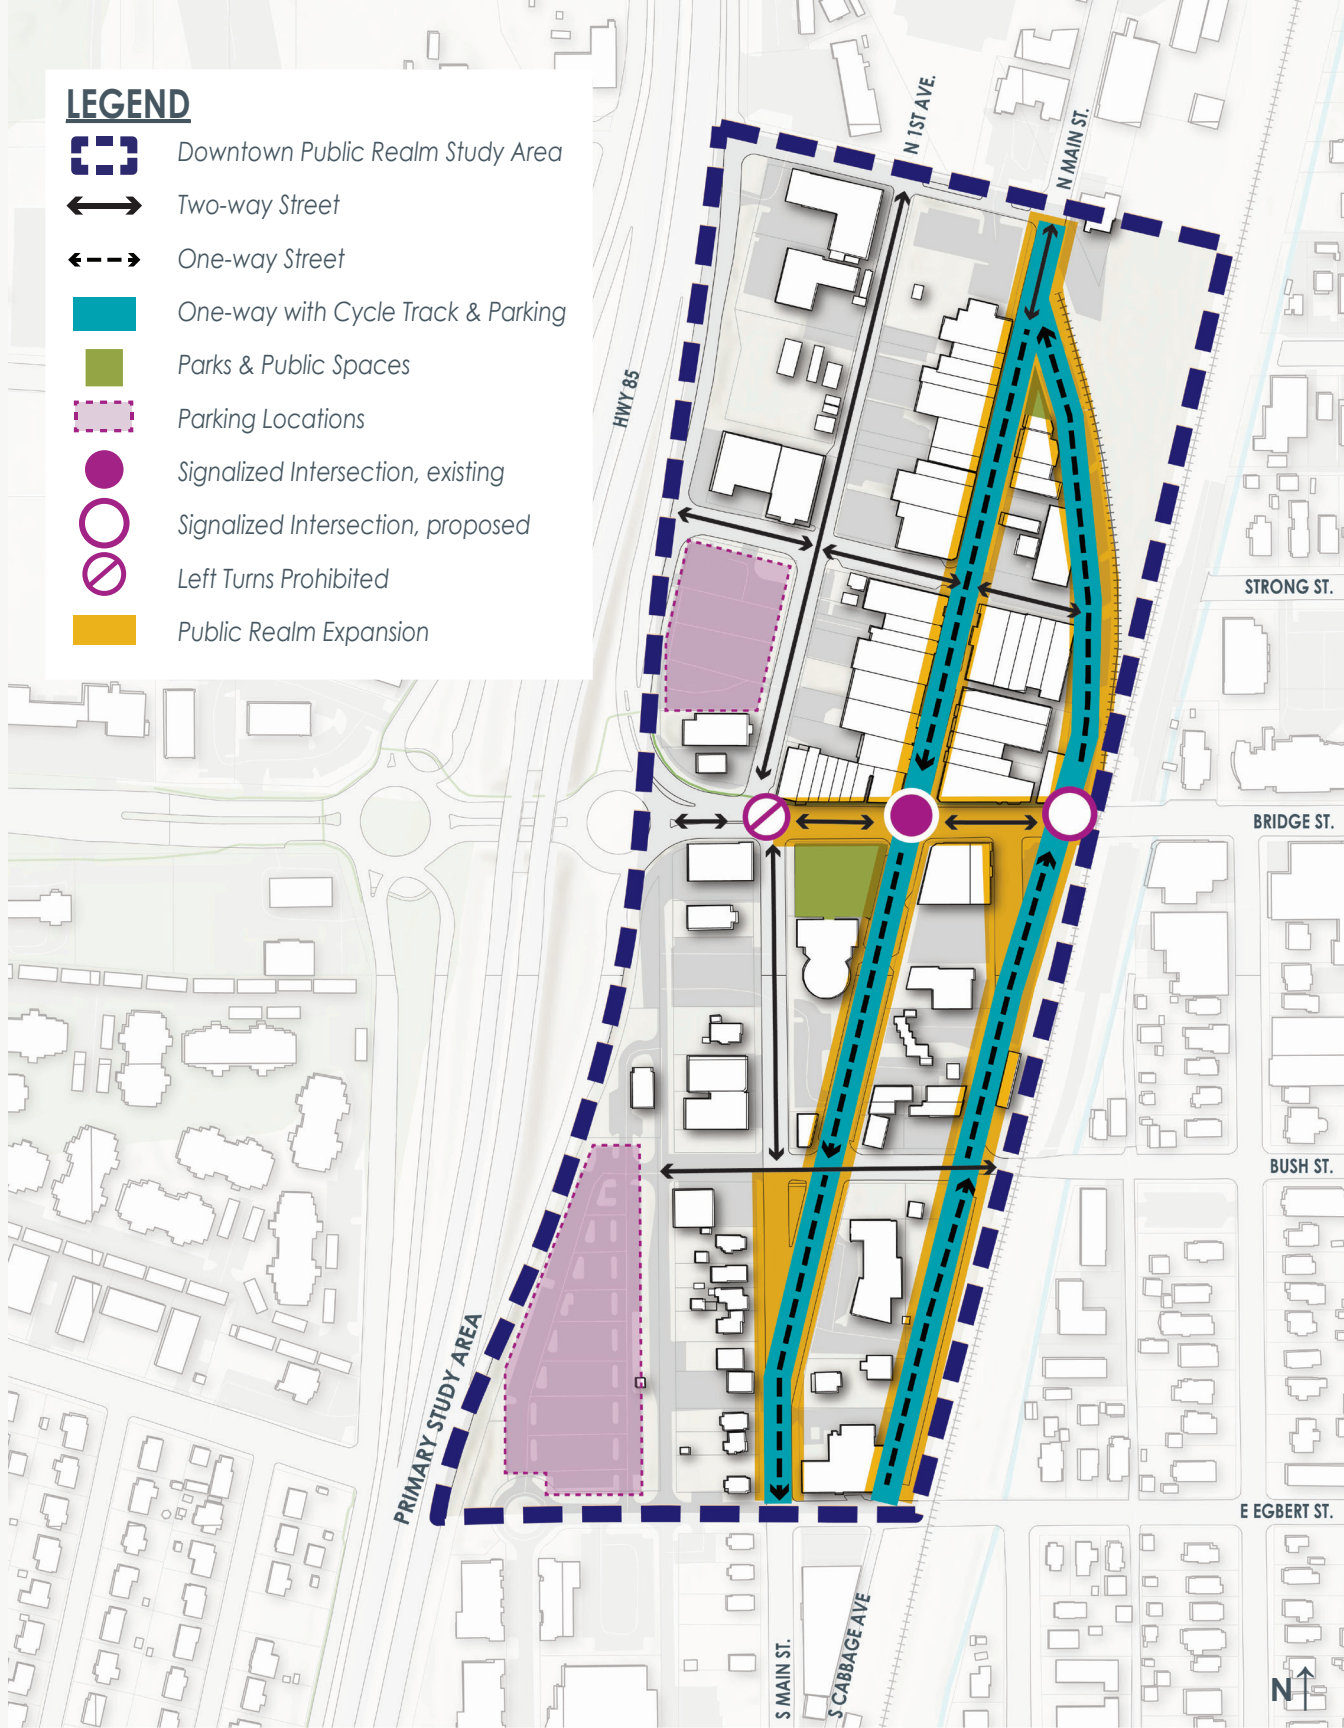 LEGEND
Downtown Public Realm Study Area
Two-way Street
One-way Street
One-way with Cycle Track & Parking
Parks & Public Spaces
Parking Locations
Signalized Intersection, existing
Signalized Intersection, proposed
Left Turns Prohibited
Public Realm Expansion
N 1ST AVE.
N MAIN ST.
HWY 85
STRONG ST.
BRIDGE ST.
BUSH ST.
PRIMARY STUDY AREA
E EGBERT ST.
S MAIN ST.
S CABBAGE AVE
N